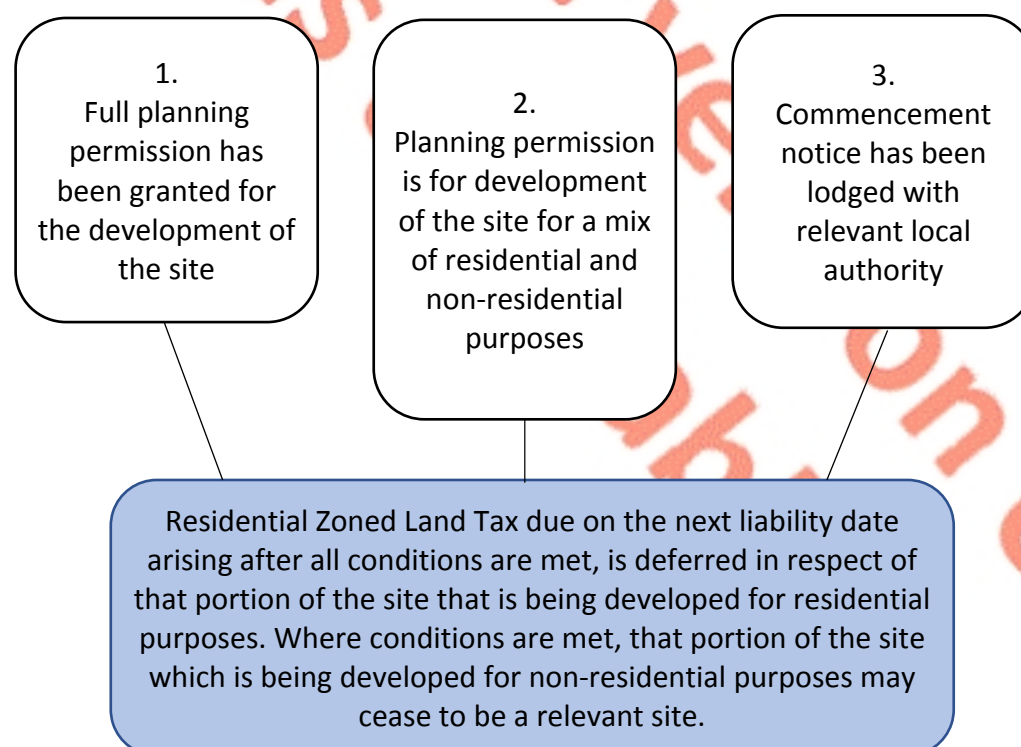 1.
Full planning
permission has
been granted for
the development of
the site
2.
Planning permission
is for development
of the site for a mix
of residential and
non-residential
purposes
3.
Commencement
notice has been
lodged with
relevant local
authority
Residential Zoned Land Tax due on the next liability date
arising after all conditions are met, is deferred in respect of
that portion of the site that is being developed for residential
purposes. Where conditions are met, that portion of the site
which is being developed for non-residential purposes may
cease to be a relevant site.